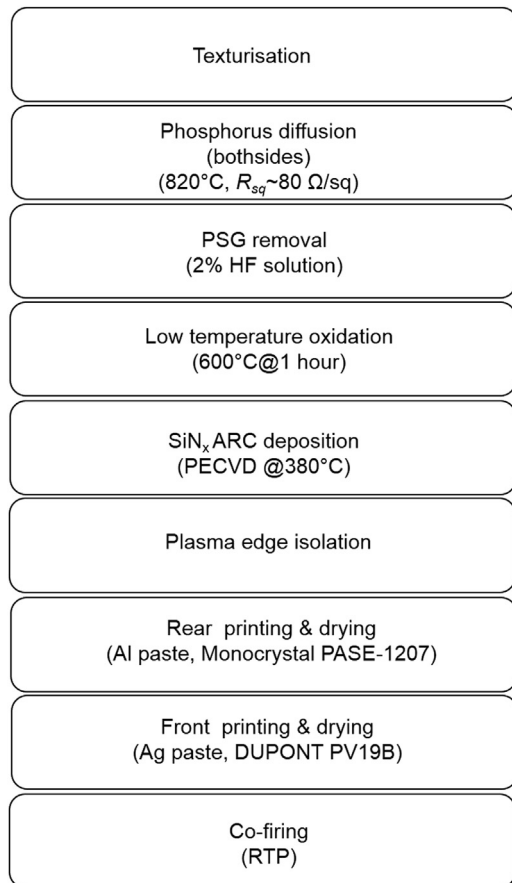 Texturisation
Phosphorus diffusion
(bothsides)
(820°C, Rsq~80 Ω/sq)
PSG removal
(2% HF solution)
Low temperature oxidation
(600°C@1 hour)
SiNx ARC deposition
(PECVD @380°C)
Plasma edge isolation
Rear printing & drying
(Al paste, Monocrystal PASE-1207)
Front printing & drying
(Ag paste, DUPONT PV19B)
Co-firing
(RTP)